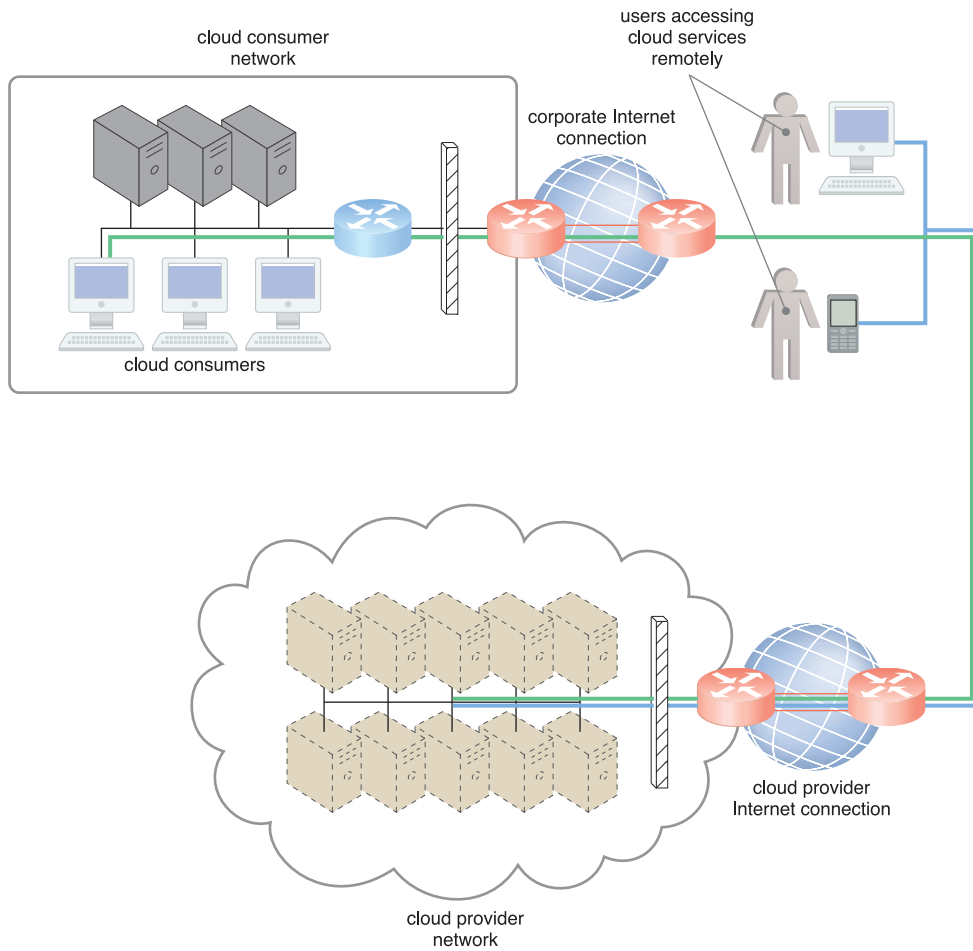 cloud consumer
network
users accessing
cloud services
remotely
corporate Internet
connection
cloud consumers
cloud provider
Internet connection
cloud provider
network